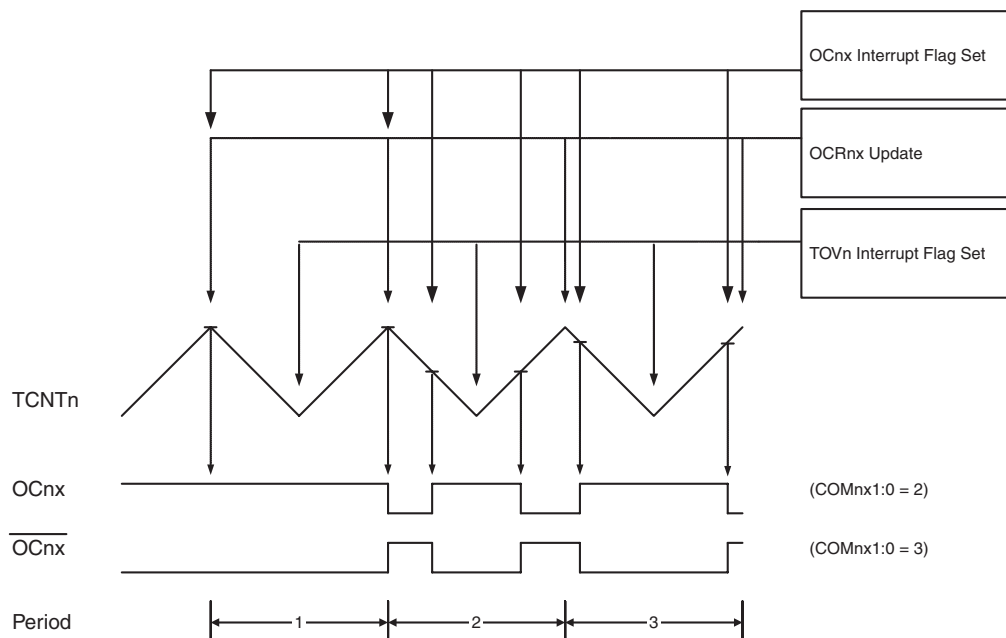 OCnx Interrupt Flag Set
OCRnx Update
TOVn Interrupt Flag Set
TCNTn
OCnx
(COMnx1:0 = 2)
OCnx
(COMnx1:0 = 3)
Period
1
2
3